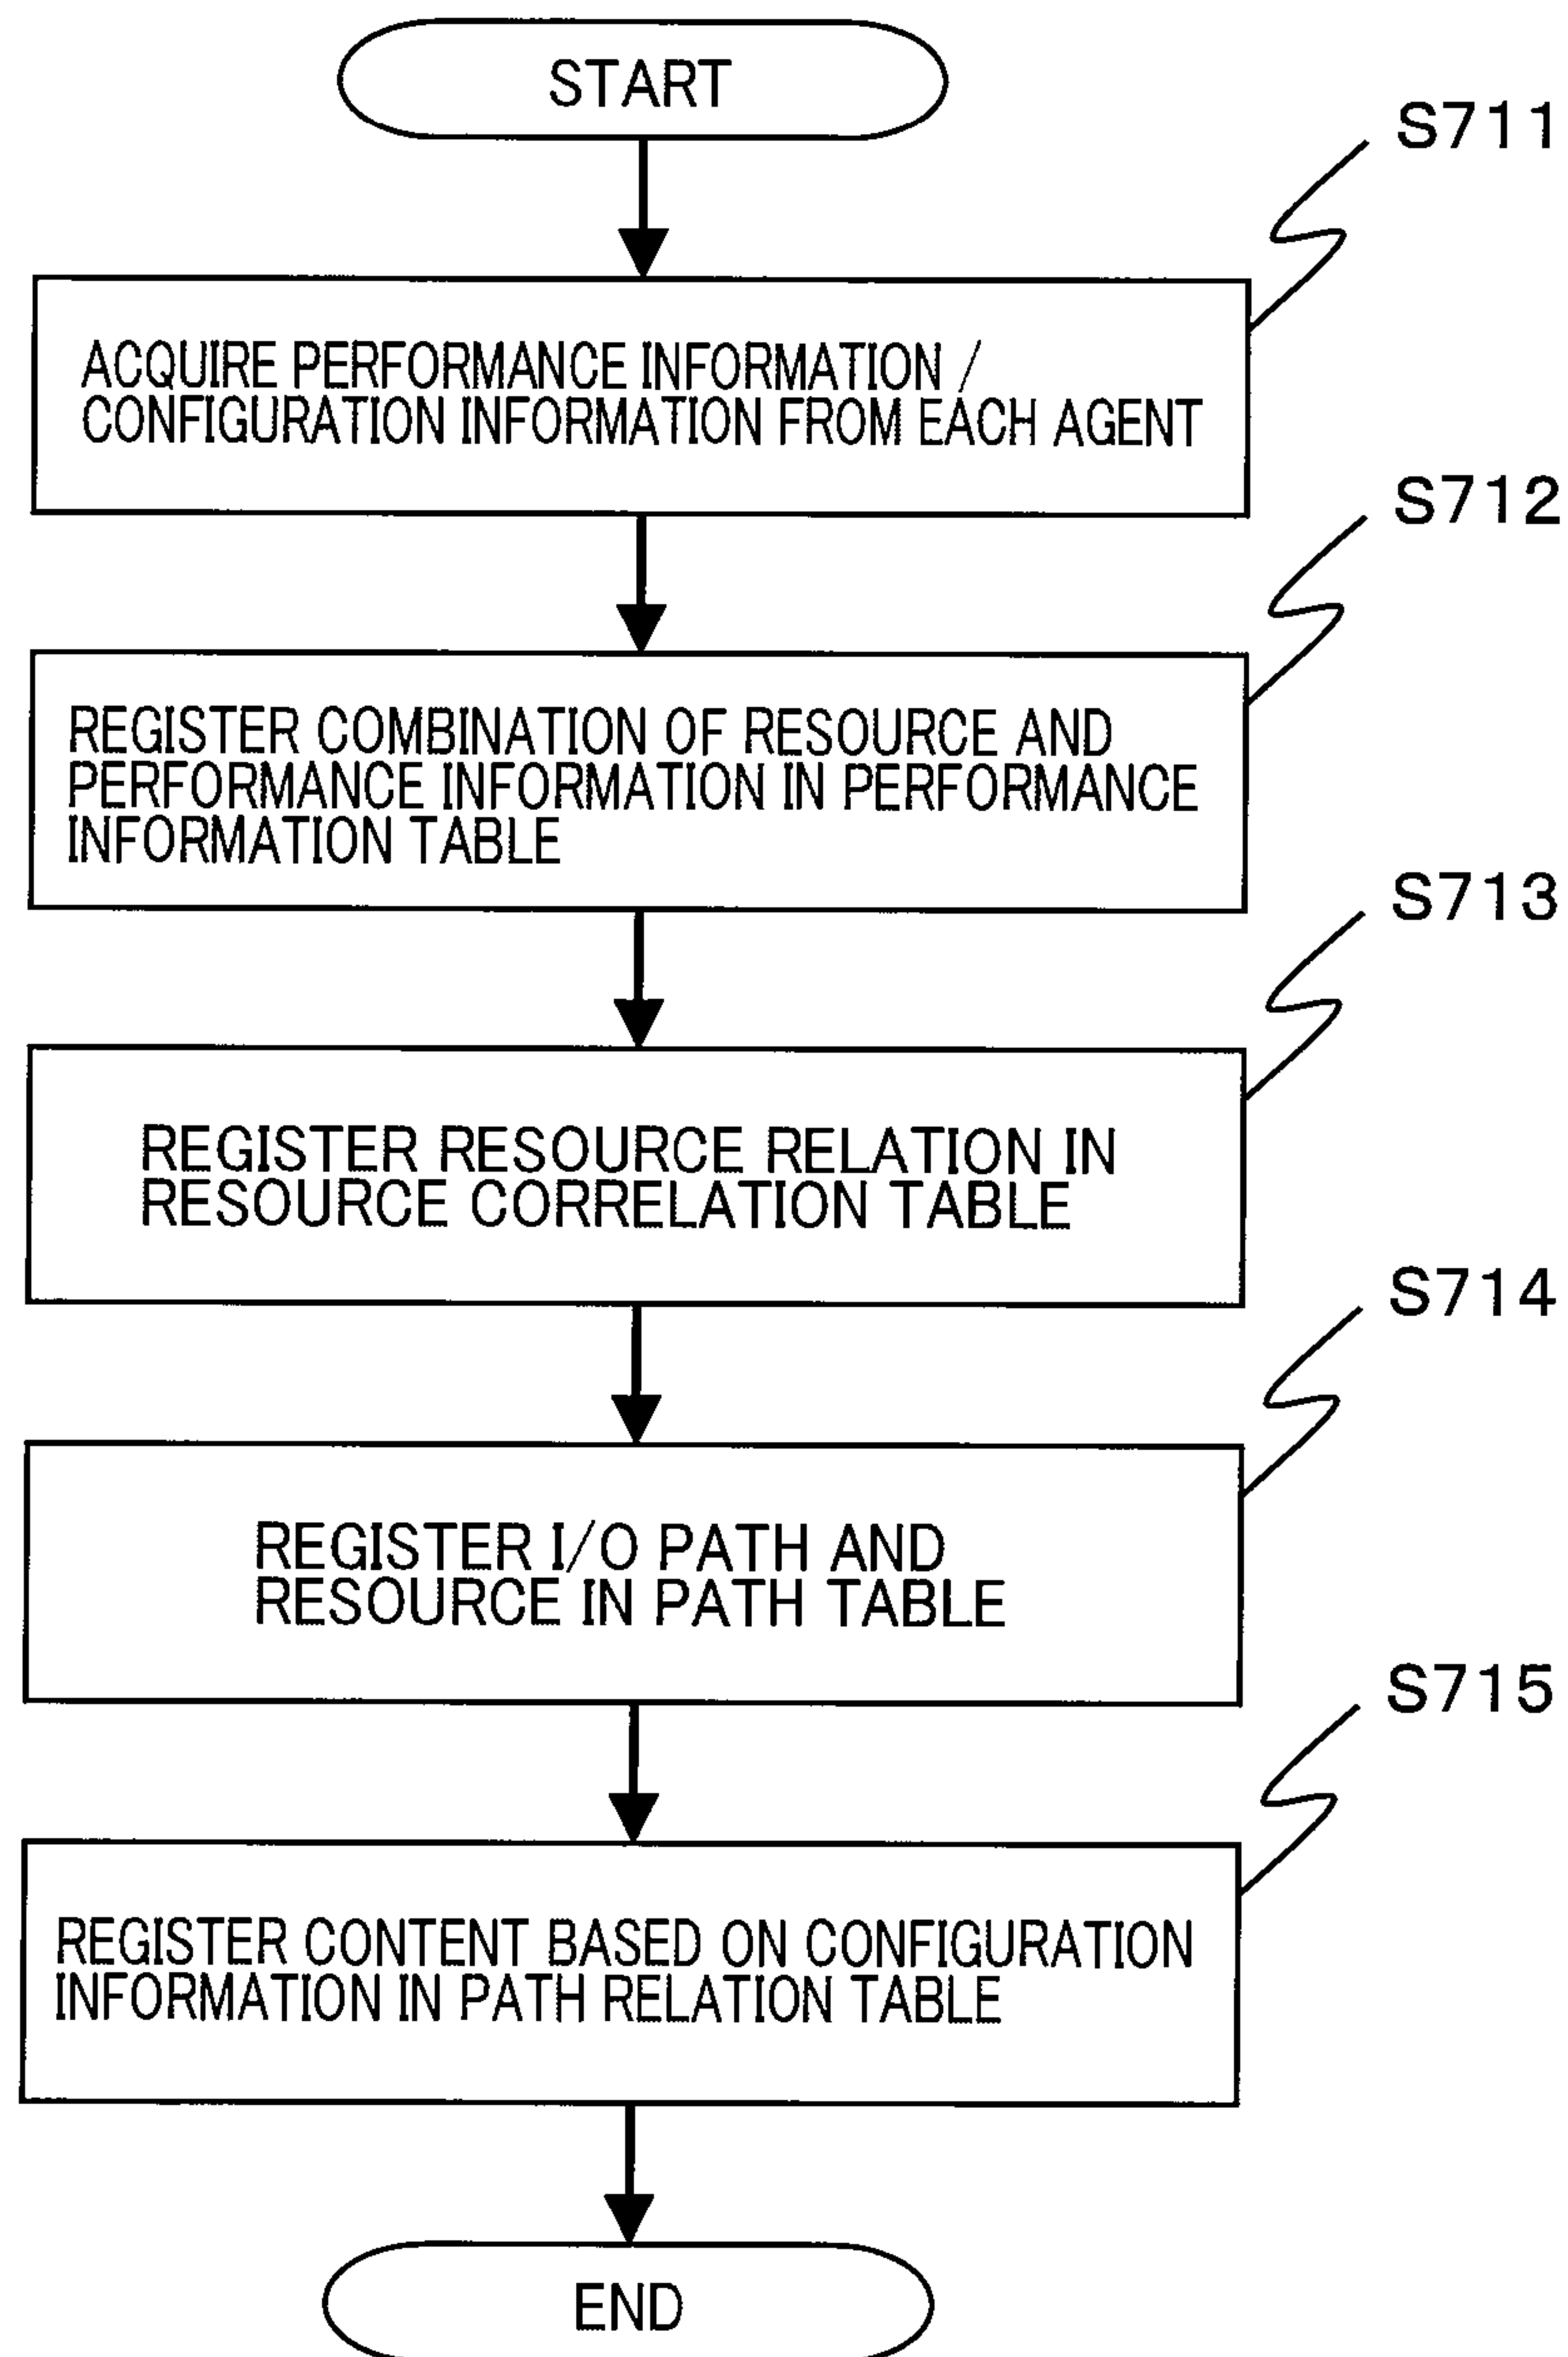 START
S711
ACQUIRE PERFORMANCE INFORMATION /
CONFIGURATION INFORMATION FROM EACH AGENT
S712
REGISTER COMBINATION OF RESOURCE AND
PERFORMANCE INFORMATION IN PERFORMANCE
INFORMATION TABLE
S713
REGISTER RESOURCE RELATION IN
RESOURCE CORRELATION TABLE
S714
REGISTER I/O PATH AND
RESOURCE IN PATH TABLE
S715
REGISTER CONTENT BASED ON CONFIGURATION
INFORMATION IN PATH RELATION TABLE
END